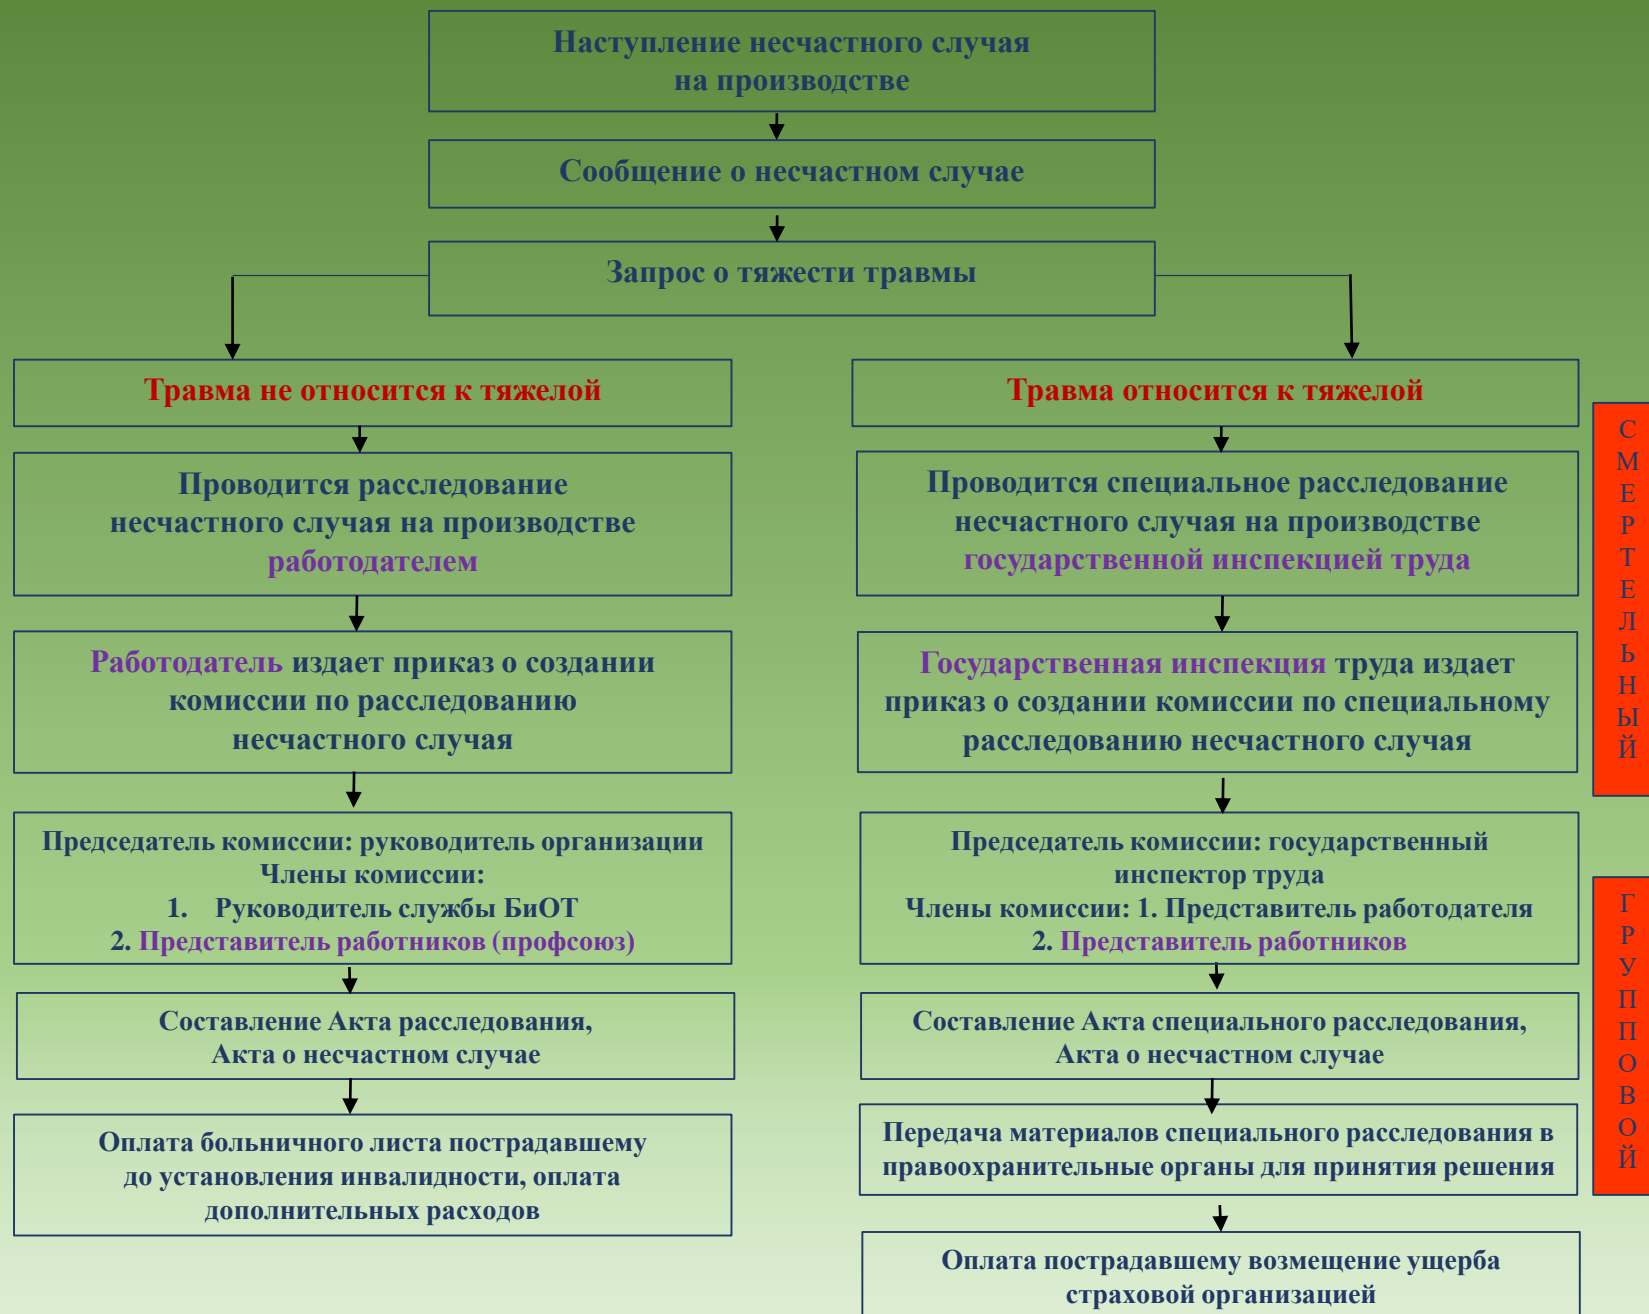 Наступление несчастного случая
на производстве
Сообщение о несчастном случае
Запрос о тяжести травмы
Травма не относится к тяжелой
Проводится расследование
несчастного случая на производстве
работодателем
Работодатель издает приказ о создании
комиссии по расследованию
несчастного случая
Председатель комиссии: руководитель организации
Члены комиссии:
1. Руководитель службы БиОТ
2. Представитель работников (профсоюз)
Составление Акта расследования,
Акта о несчастном случае
Оплата больничного листа пострадавшему
до установления инвалидности, оплата
дополнительных расходов
Травма относится к тяжелой
Проводится специальное расследование
несчастного случая на производстве
государственной инспекцией труда
Государственная инспекция труда издает
приказ о создании комиссии по специальному
расследованию несчастного случая
Председатель комиссии: государственный
инспектор труда
Члены комиссии: 1. Представитель работодателя
2. Представитель работников
Составление Акта специального расследования,
Акта о несчастном случае
Передача материалов специального расследования в
правоохранительные органы для принятия решения
Оплата пострадавшему возмещение ущерба
страховой организацией
СМЕРТЕЛЬНЫЙ
ГРУППОВОЙ